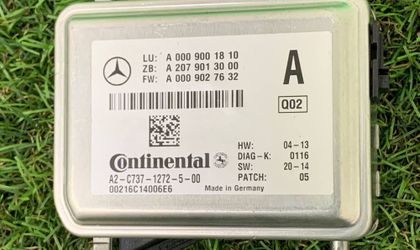 LU: A 000 900 18 10
ZB: A 207 901 30 00
FW: A 000 902 76 32
A
Q02
Continental
HW: 04-13
DIAG-K: 0116
SW: 20-14
PATCH: 05
A2-C737-1272-5-00
00216C14006E6
Made in Germany